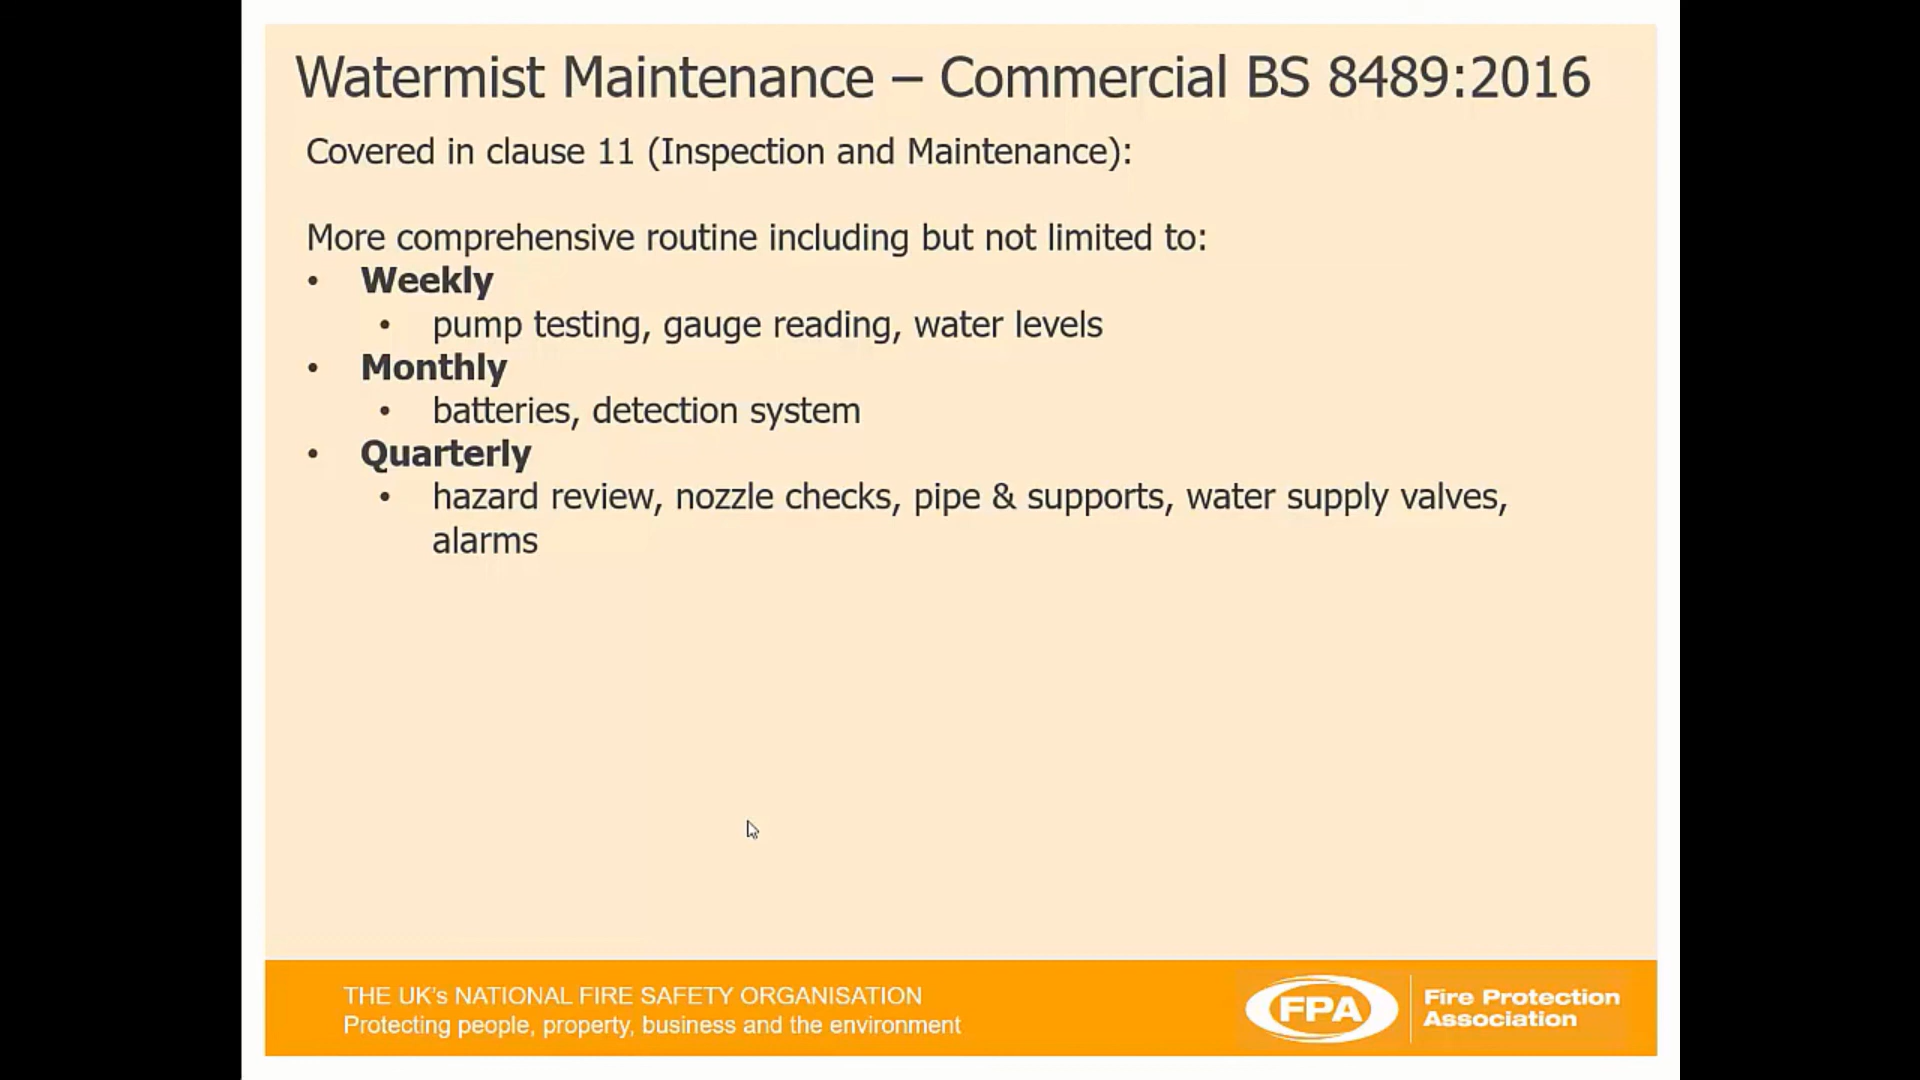 Watermist Maintenance – Commercial BS 8489:2016
Covered in clause 11 (Inspection and Maintenance):
More comprehensive routine including but not limited to:
• Weekly
• pump testing, gauge reading, water levels
• Monthly
• batteries, detection system
• Quarterly
• hazard review, nozzle checks, pipe & supports, water supply valves,
alarms
THE UK's NATIONAL FIRE SAFETY ORGANISATION
Protecting people, property, business and the environment
FPA
Fire Protection
Association